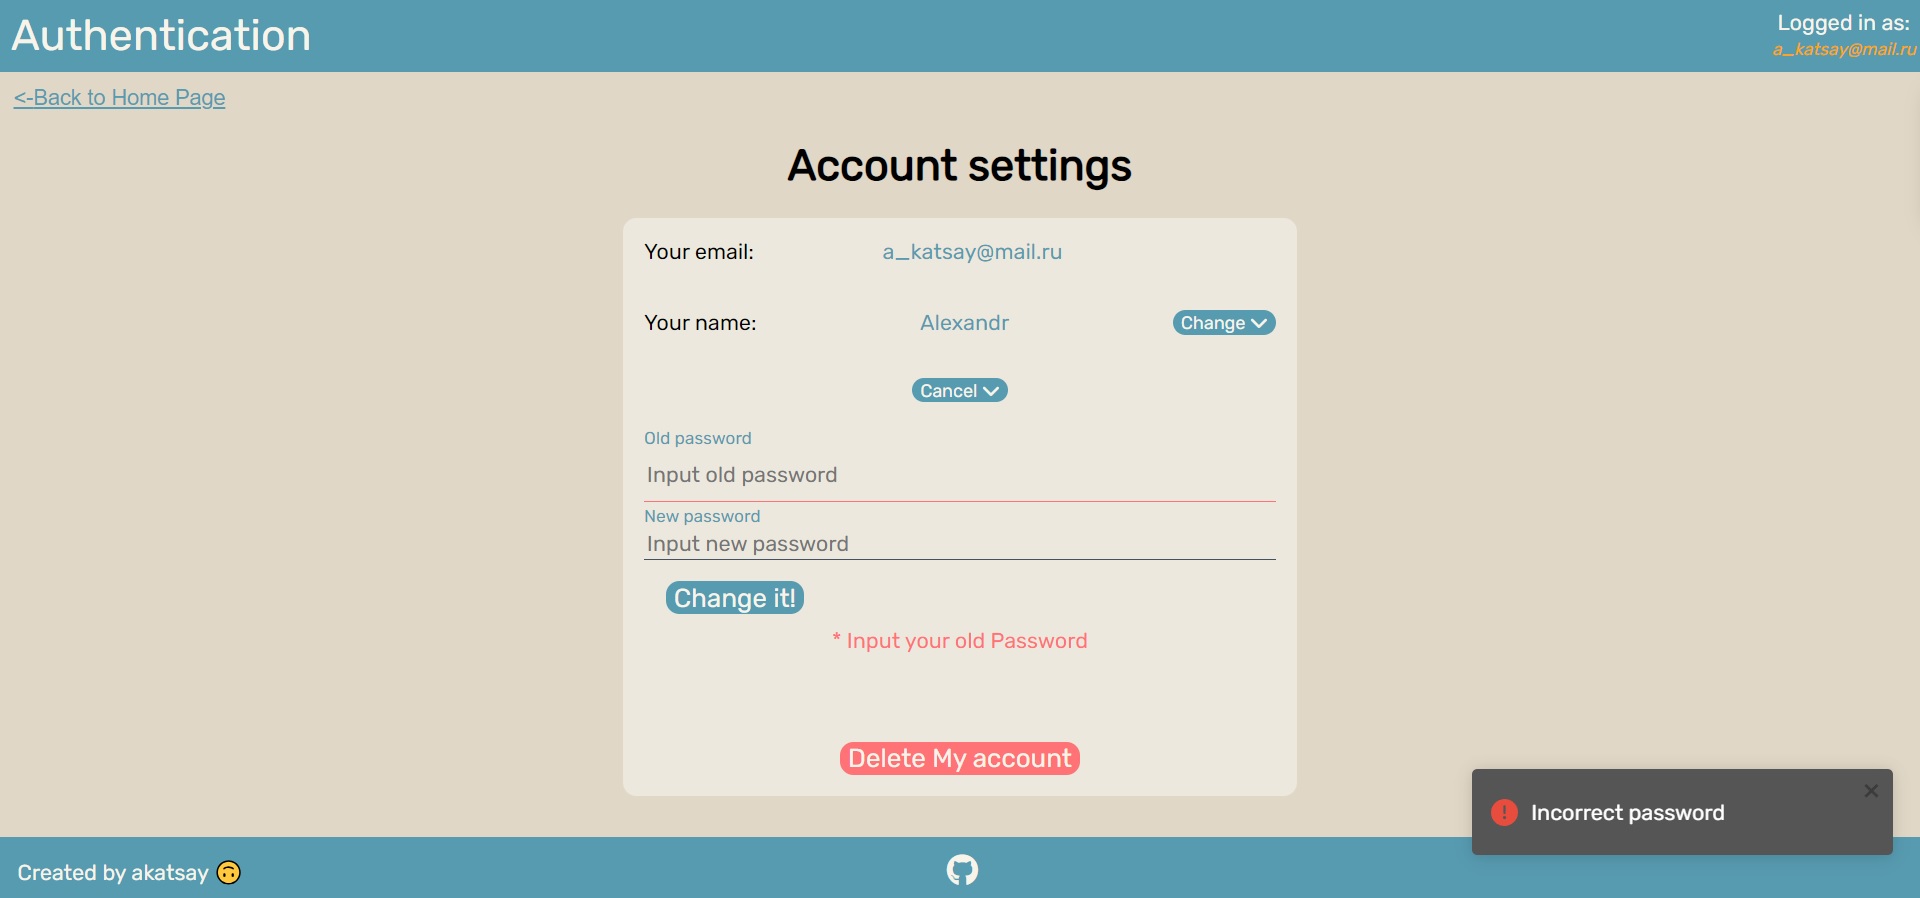 Authentication
Logged in as:
a_katsay@mail.ru
<-Back to Home Page
Account settings
Your email: a_katsay@mail.ru
Your name: Alexandr Change
Cancel
Old password
Input old password
New password
Input new password
Change it!
* Input your old Password
Delete My account
Incorrect password
Created by akatsay 🙃